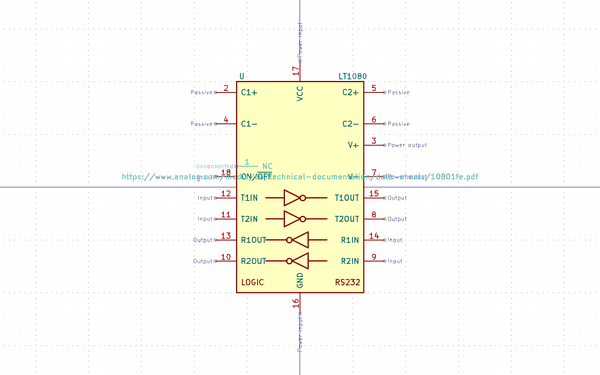 Power input
17
U
LT1080
VCC
Passive 2 C1+
C2+ 5 Passive
Passive 4 C1-
C2- 6 Passive
V+ 3 Power output
Unconnected 1 NC
18 ON/OFF
7
https://www.analog.com/media/en/technical-documentation/data-sheets/10801fe.pdf
Input 12 T1IN
T1OUT 15 Output
Input 11 T2IN
T2OUT 8 Output
Output 13 R1OUT
R1IN 14 Input
Output 10 R2OUT
R2IN 9 Input
GND
LOGIC
RS232
16
Power input